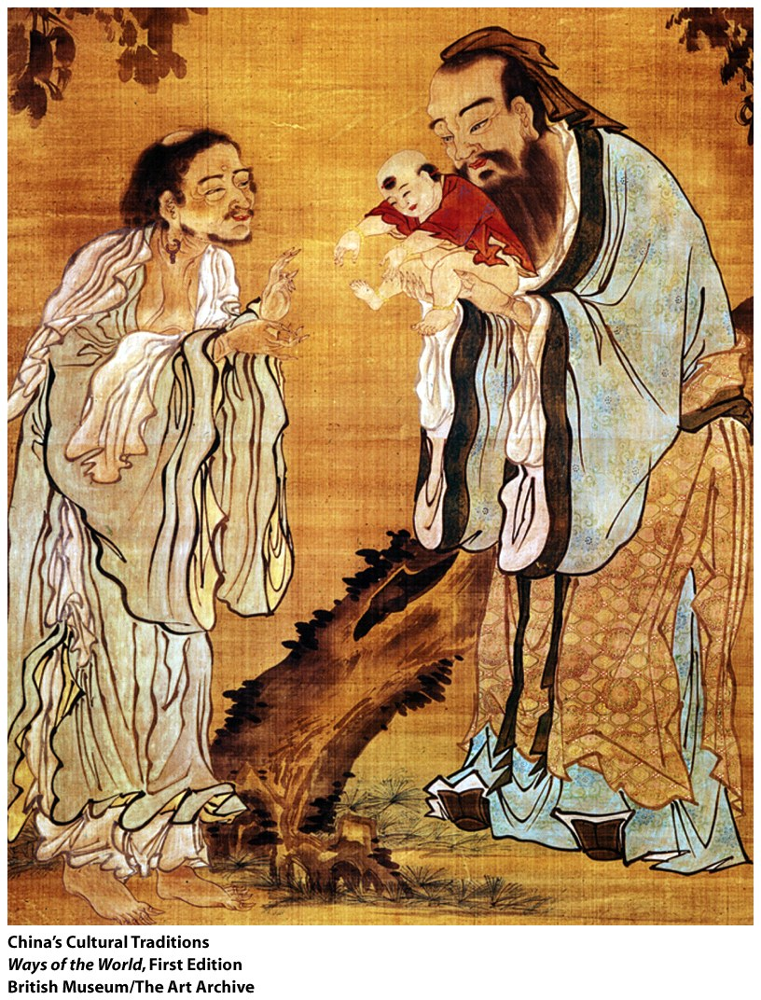 China’s Cultural Traditions
Ways of the World, First Edition
British Museum/The Art Archive